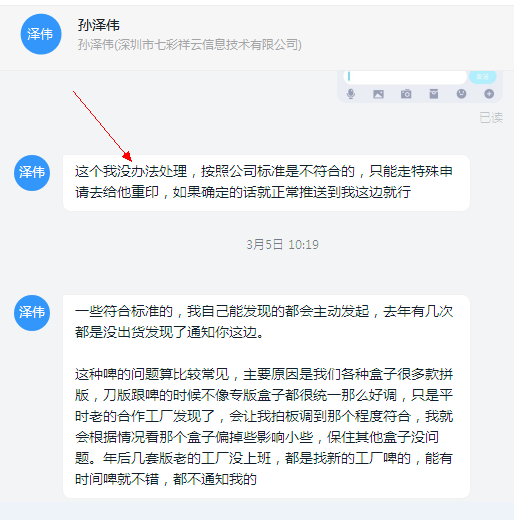 泽伟
孙泽伟
孙泽伟(深圳市七彩祥云信息技术有限公司)
已读
泽伟
这个我没办法处理，按照公司标准是不符合的，只能走特殊申
请去给他重印，如果确定的话就正常推送到我这边就行
3月5日 10:19
泽伟
一些符合标准的，我自己能发现的都会主动发起，去年有几次
都是没出货发现了通知你这边。
这种啤的问题算比较常见，主要原因是我们各种盒子很多款拼
版，刀版跟啤的时候不像专版盒子都很统一那么好调，只是平
时老的合作工厂发现了，会让我拍板调到那个程度符合，我就
会根据情况看那个盒子偏掉些影响小些，保住其他盒子没问
题。年后几套版老的工厂没上班，都是找新的工厂啤的，能有
时间啤就不错，都不通知我的